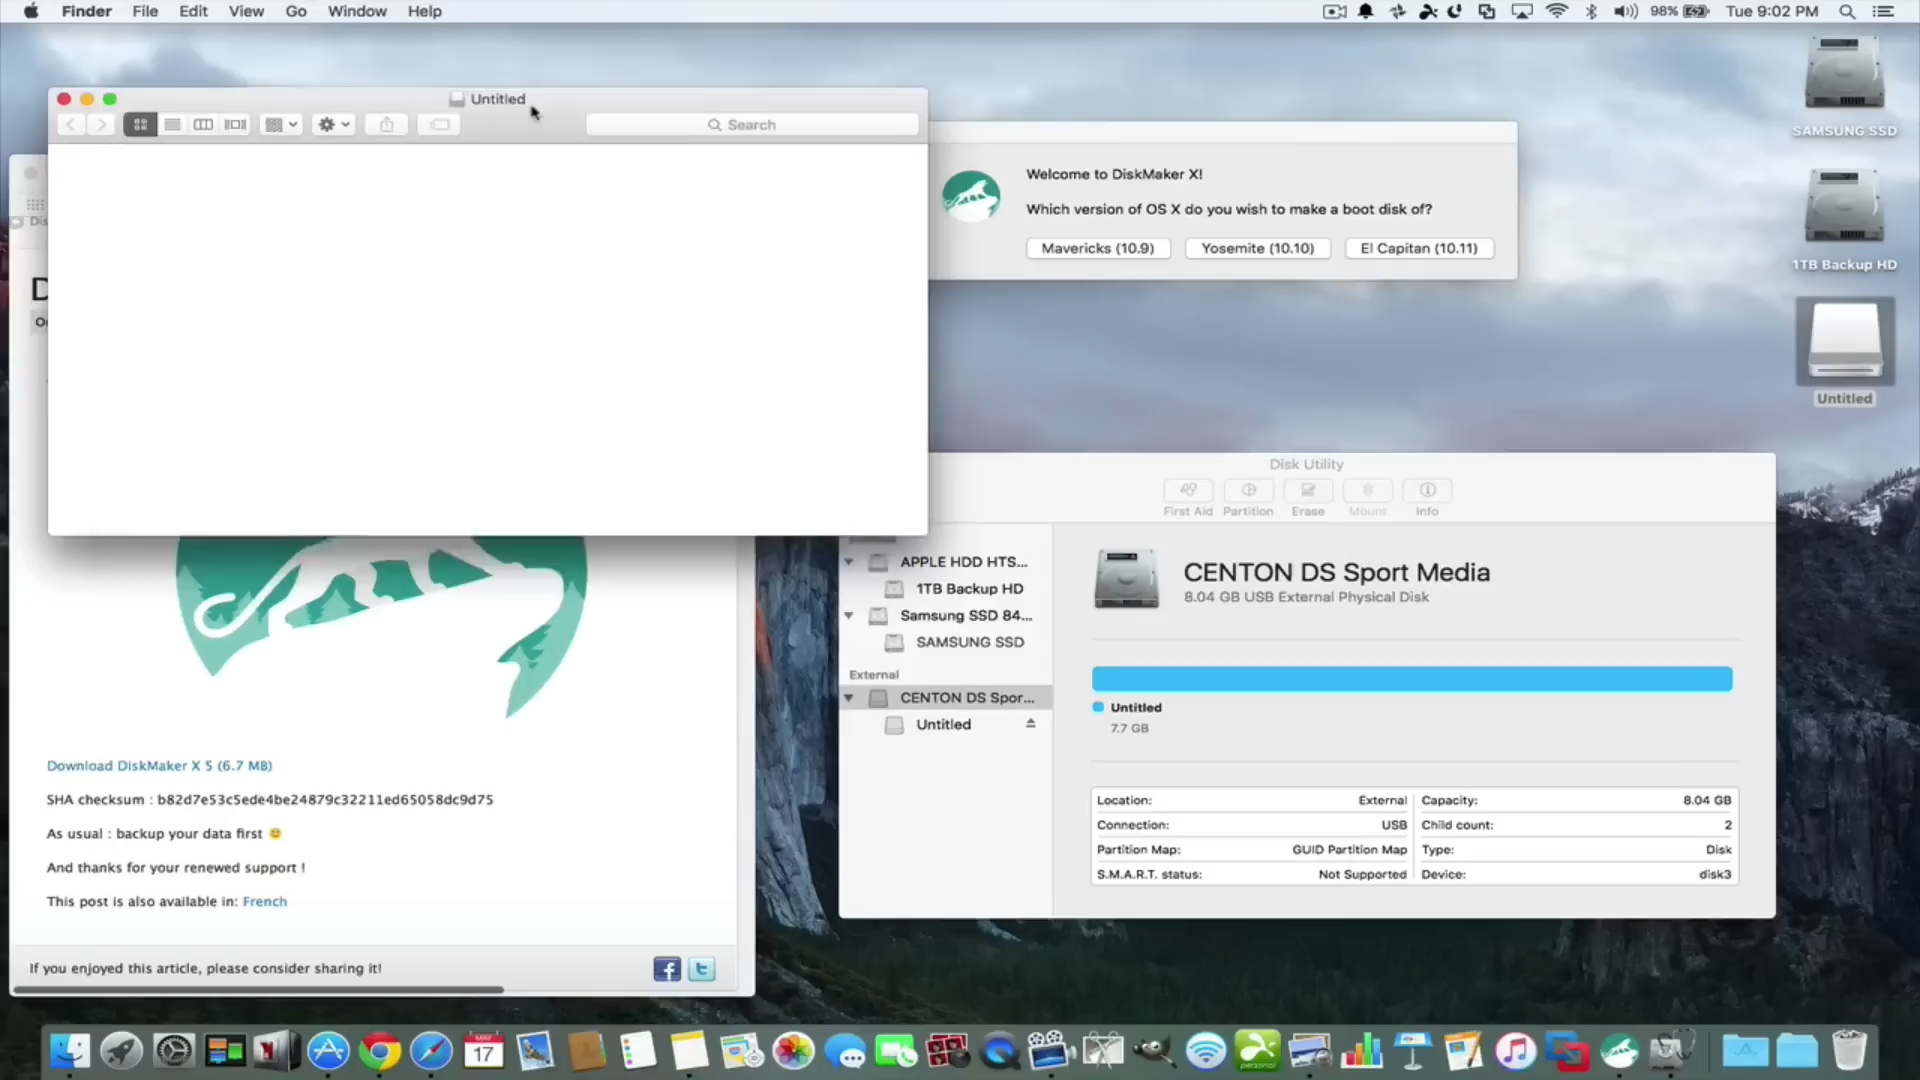 Finder File Edit View Go Window Help
98% Tue 9:02 PM
SAMSUNG SSD
1TB Backup HD
Untitled
Untitled
Search
Dis
D
Welcome to DiskMaker X!
Which version of OS X do you wish to make a boot disk of?
Mavericks (10.9) Yosemite (10.10) El Capitan (10.11)
Download DiskMaker X 5 (6.7 MB)
SHA checksum : b82d7e53c5ede4be24879c32211ed65058dc9d75
As usual : backup your data first
And thanks for your renewed support !
This post is also available in: French
If you enjoyed this article, please consider sharing it!
Disk Utility
First Aid Partition Erase Mount Info
APPLE HDD HTS...
1TB Backup HD
Samsung SSD 84...
SAMSUNG SSD
External
CENTON DS Spor...
Untitled
CENTON DS Sport Media
8.04 GB USB External Physical Disk
Untitled
7.7 GB
Location: External Capacity: 8.04 GB
Connection: USB Child count: 2
Partition Map: GUID Partition Map Type: Disk
S.M.A.R.T. status: Not Supported Device: disk3
MAY
17
personal